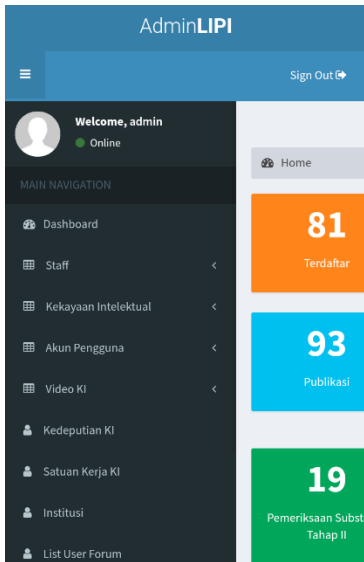 AdminLIPI
Sign Out
Welcome, admin
Online
MAIN NAVIGATION
Dashboard
Staff
Kekayaan Intelektual
Akun Pengguna
Video KI
Kedeputian KI
Satuan Kerja KI
Institusi
List User Forum
Home
81
Terdaftar
93
Publikasi
19
Pemeriksaan Subst
Tahap II